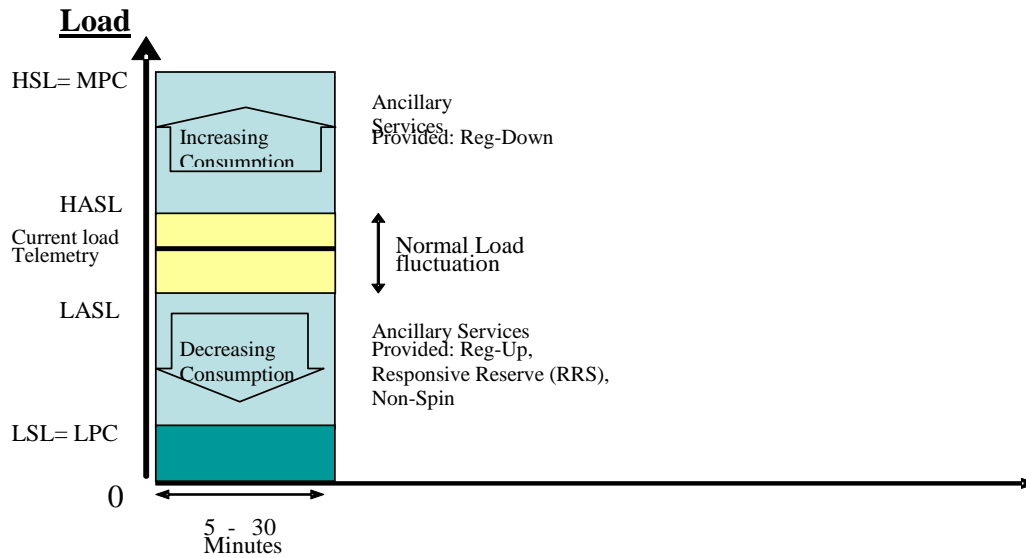 Load
HSL= MPC
Ancillary
Services
Provided: Reg-Down
Increasing
Consumption
HASL
Current load
Telemetry
Normal Load
fluctuation
LASL
Ancillary Services
Provided: Reg-Up,
Responsive Reserve (RRS),
Non-Spin
Decreasing
Consumption
LSL= LPC
0
5 - 30
Minutes